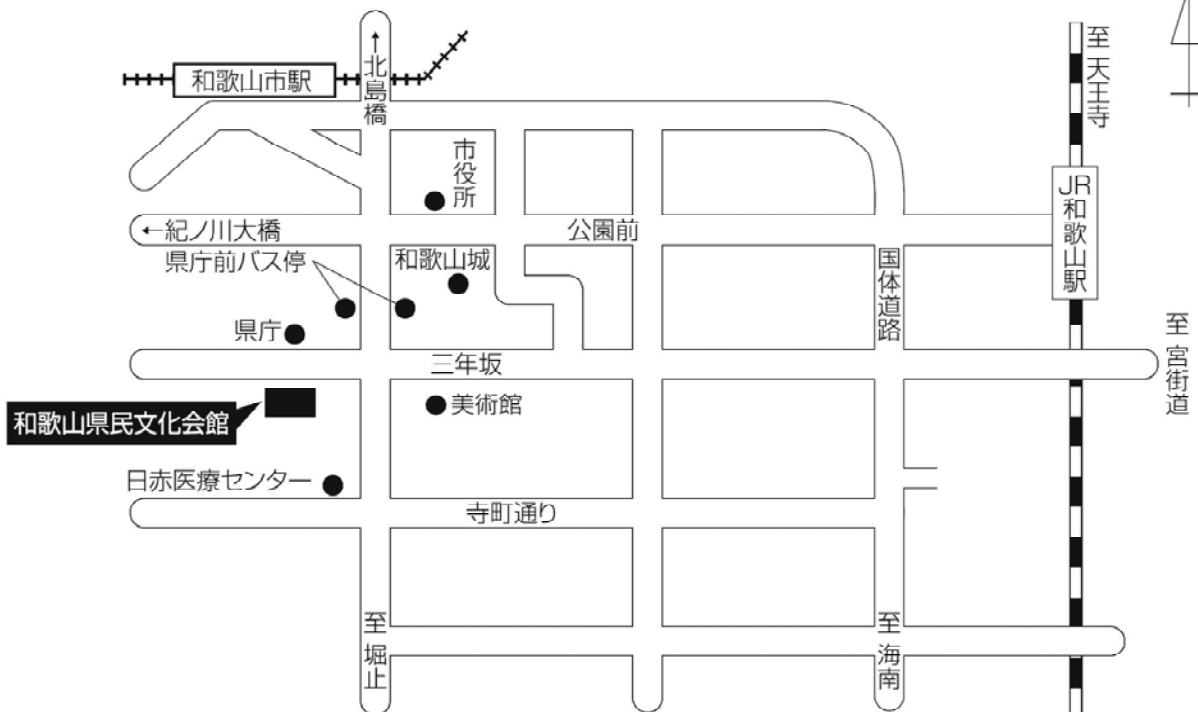 和歌山市駅
↑北島橋
至 天王寺
市役所
JR和歌山駅
←紀ノ川大橋
公園前
県庁前バス停
和歌山城
国体道路
県庁
至 宮街道
三年坂
和歌山県民文化会館
美術館
日赤医療センター
寺町通り
至 堀止
至 海南